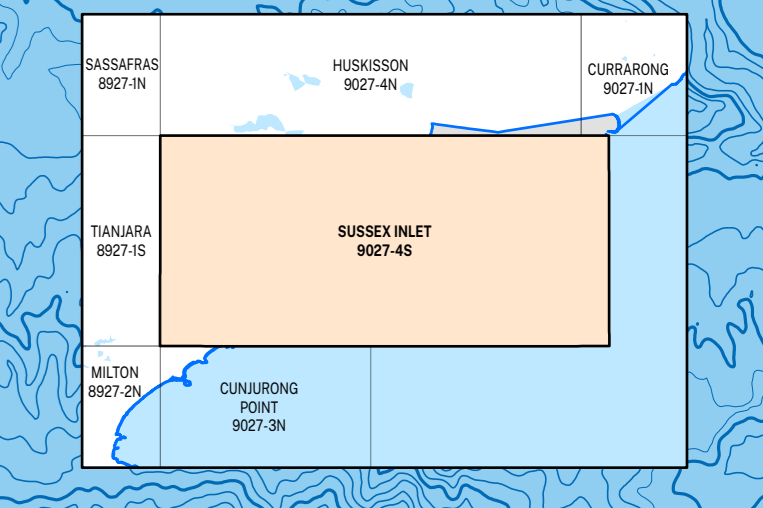 SASSAFRAS
8927-1N
HUSKISSON
9027-4N
CURRARONG
9027-1N
TIANJARA
8927-1S
SUSSEX INLET
9027-4S
MILTON
8927-2N
CUNJURONG
POINT
9027-3N